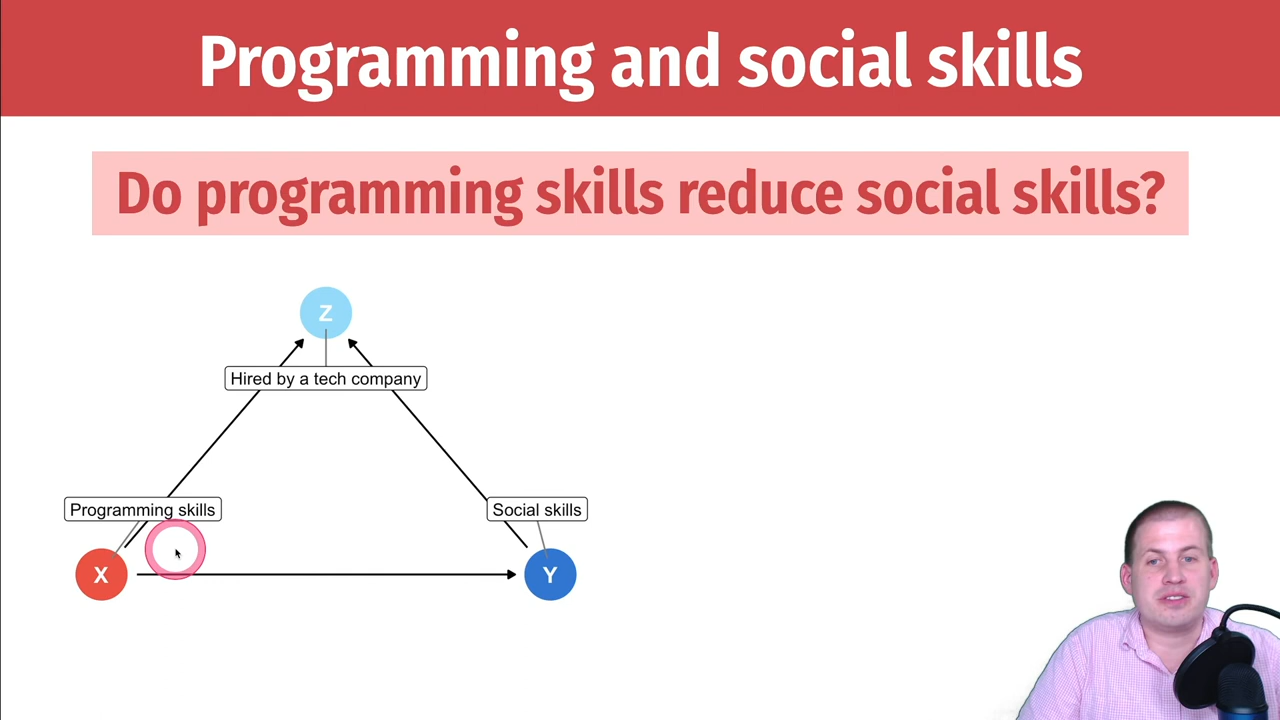 Programming and social skills
Do programming skills reduce social skills?
Z
Hired by a tech company
Programming skills
Social skills
X
Y